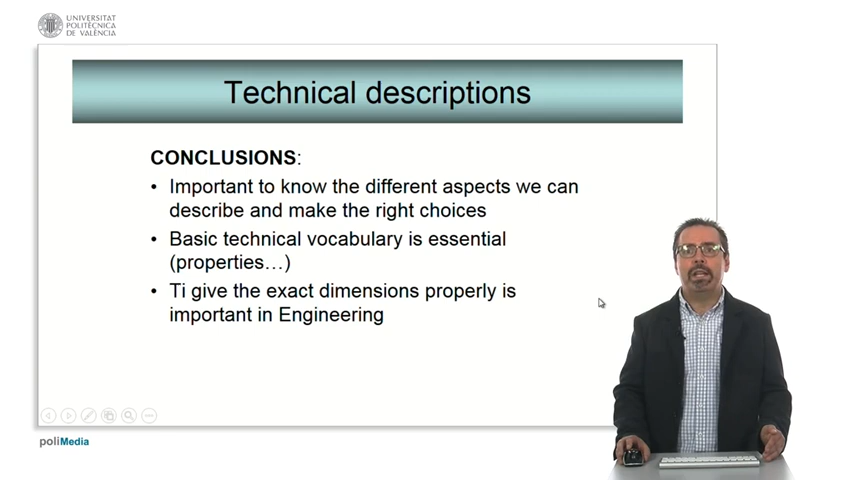 UNIVERSITAT
POLITÈCNICA
DE VALÈNCIA
Technical descriptions
CONCLUSIONS:
• Important to know the different aspects we can
describe and make the right choices
• Basic technical vocabulary is essential
(properties…)
• Ti give the exact dimensions properly is
important in Engineering
poliMedia